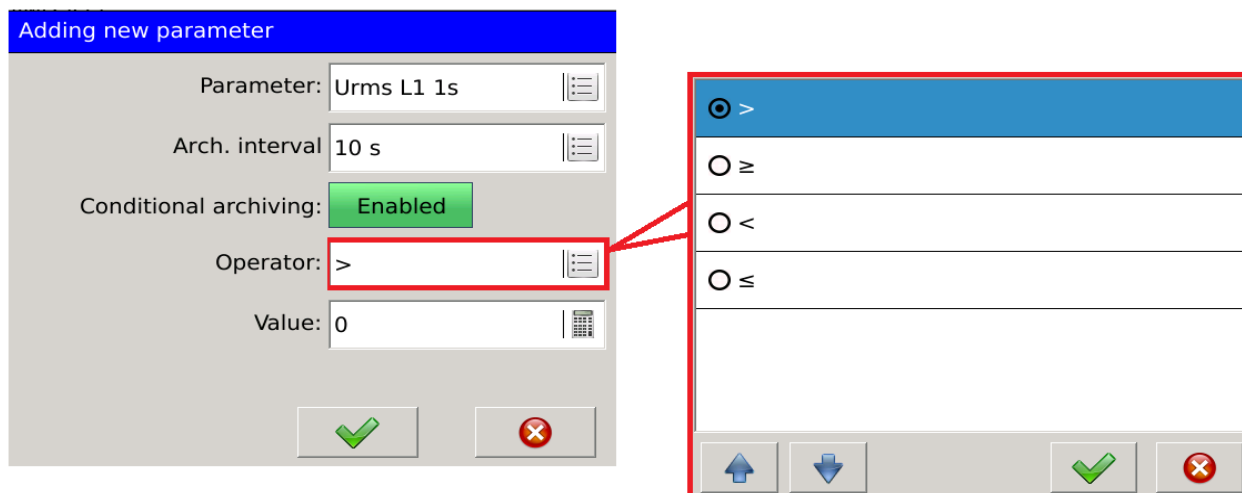 Adding new parameter
Parameter: Urms L1 1s
Arch. interval 10 s
Conditional archiving: Enabled
Operator: >
Value: 0
>
≥
<
≤